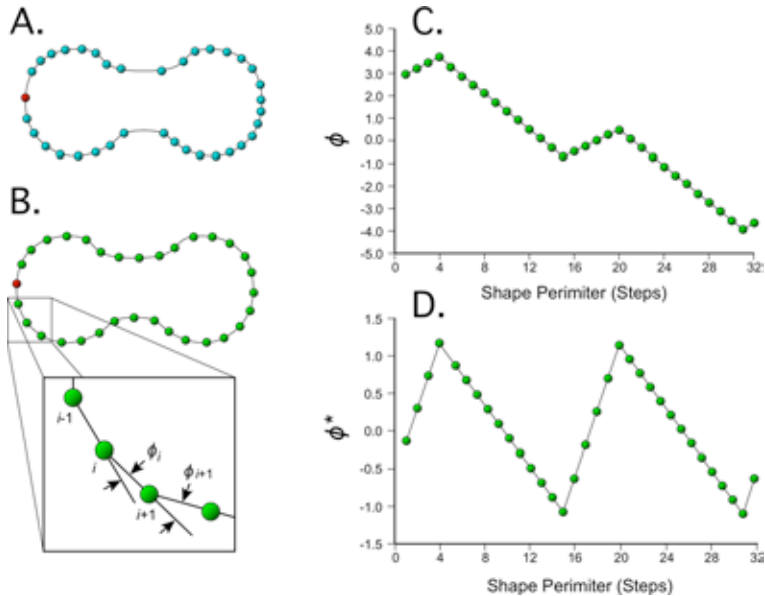 A.
B.
i-1
i
ϕi
i+1
ϕi+1
C.
5.0
4.0
3.0
2.0
1.0
0.0
-1.0
-2.0
-3.0
-4.0
-5.0
ϕ
0 4 8 12 16 20 24 28 32
Shape Perimiter (Steps)
D.
1.5
1.0
0.5
0.0
-0.5
-1.0
-1.5
ϕ*
0 4 8 12 16 20 24 28 32
Shape Perimiter (Steps)